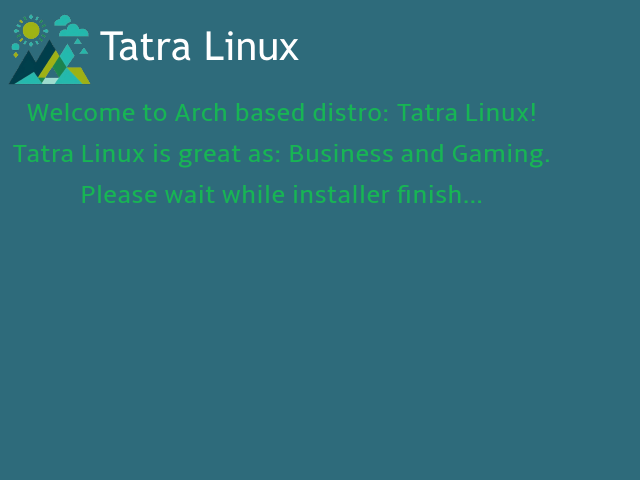 Tatra Linux
Welcome to Arch based distro: Tatra Linux!
Tatra Linux is great as: Business and Gaming.
Please wait while installer finish...